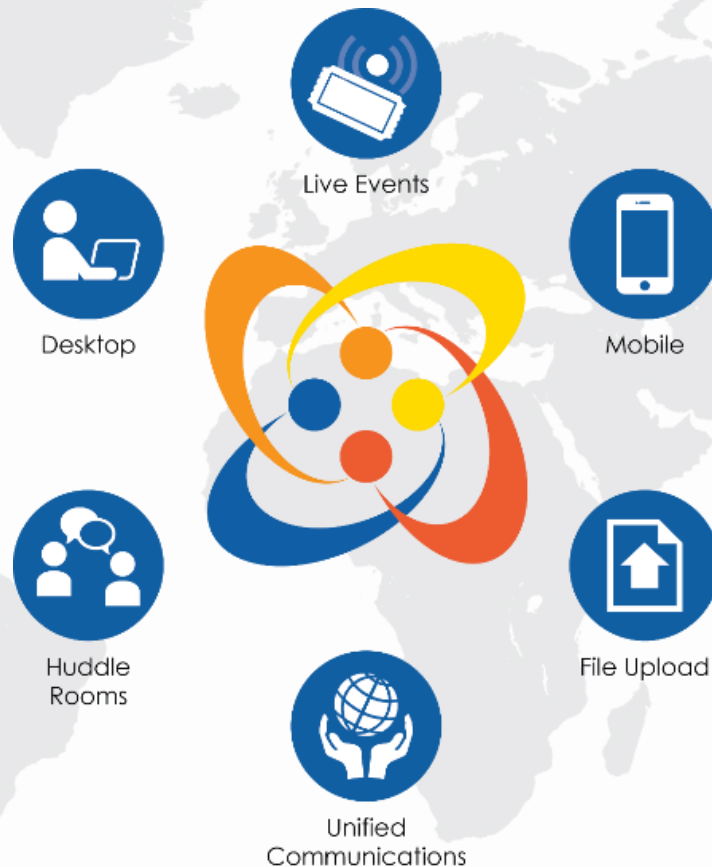 Live Events
Desktop
Mobile
Huddle
Rooms
File Upload
Unified
Communications